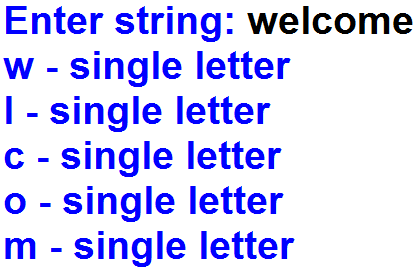 Enter string: welcome
w - single letter
l - single letter
c - single letter
o - single letter
m - single letter